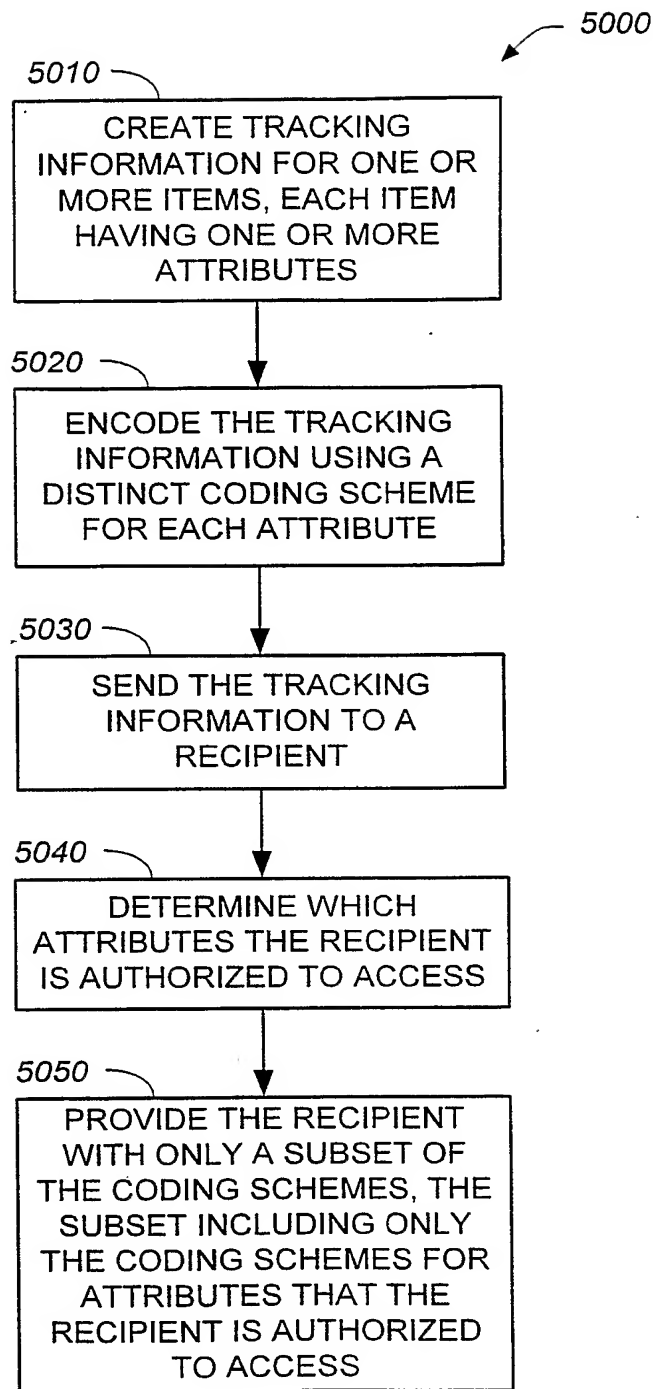 5000
5010
CREATE TRACKING
INFORMATION FOR ONE OR
MORE ITEMS, EACH ITEM
HAVING ONE OR MORE
ATTRIBUTES
5020
ENCODE THE TRACKING
INFORMATION USING A
DISTINCT CODING SCHEME
FOR EACH ATTRIBUTE
5030
SEND THE TRACKING
INFORMATION TO A
RECIPIENT
5040
DETERMINE WHICH
ATTRIBUTES THE RECIPIENT
IS AUTHORIZED TO ACCESS
5050
PROVIDE THE RECIPIENT
WITH ONLY A SUBSET OF
THE CODING SCHEMES, THE
SUBSET INCLUDING ONLY
THE CODING SCHEMES FOR
ATTRIBUTES THAT THE
RECIPIENT IS AUTHORIZED
TO ACCESS